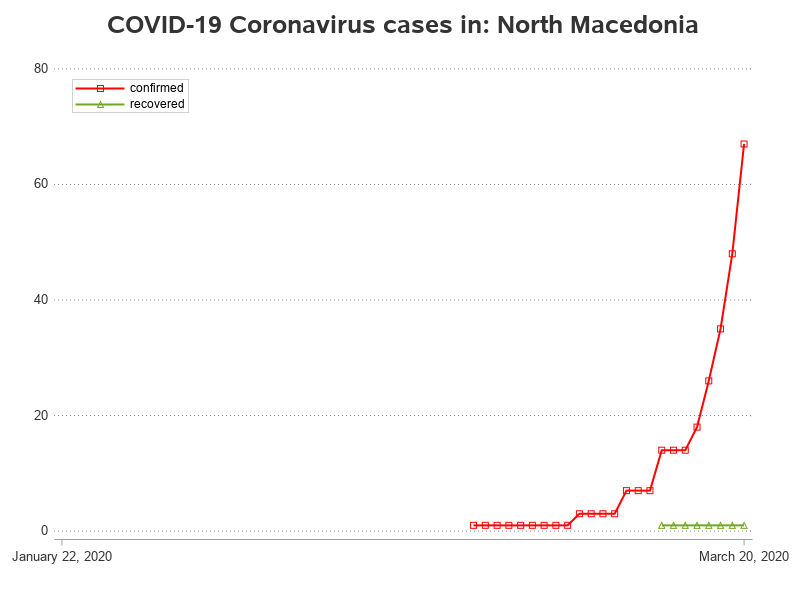 COVID-19 Coronavirus cases in: North Macedonia
80
confirmed
recovered
60
40
20
0
January 22, 2020
March 20, 2020